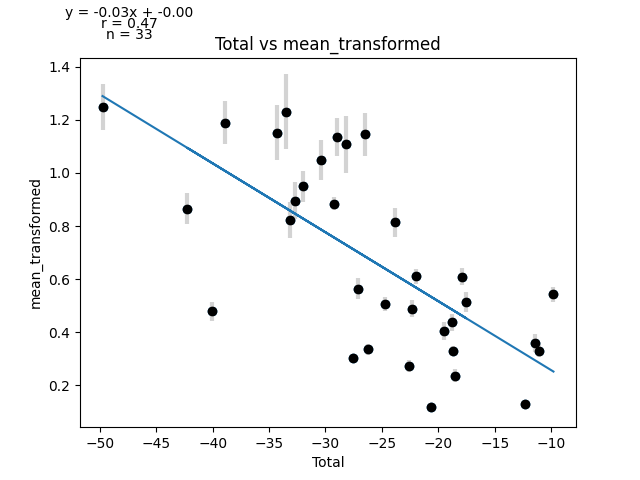 y = -0.03x + -0.00
r = 0.47
n = 33
Total vs mean_transformed
1.4
1.2
1.0
0.8
0.6
0.4
0.2
mean_transformed
−50
−45
−40
−35
−30
−25
−20
−15
−10
Total